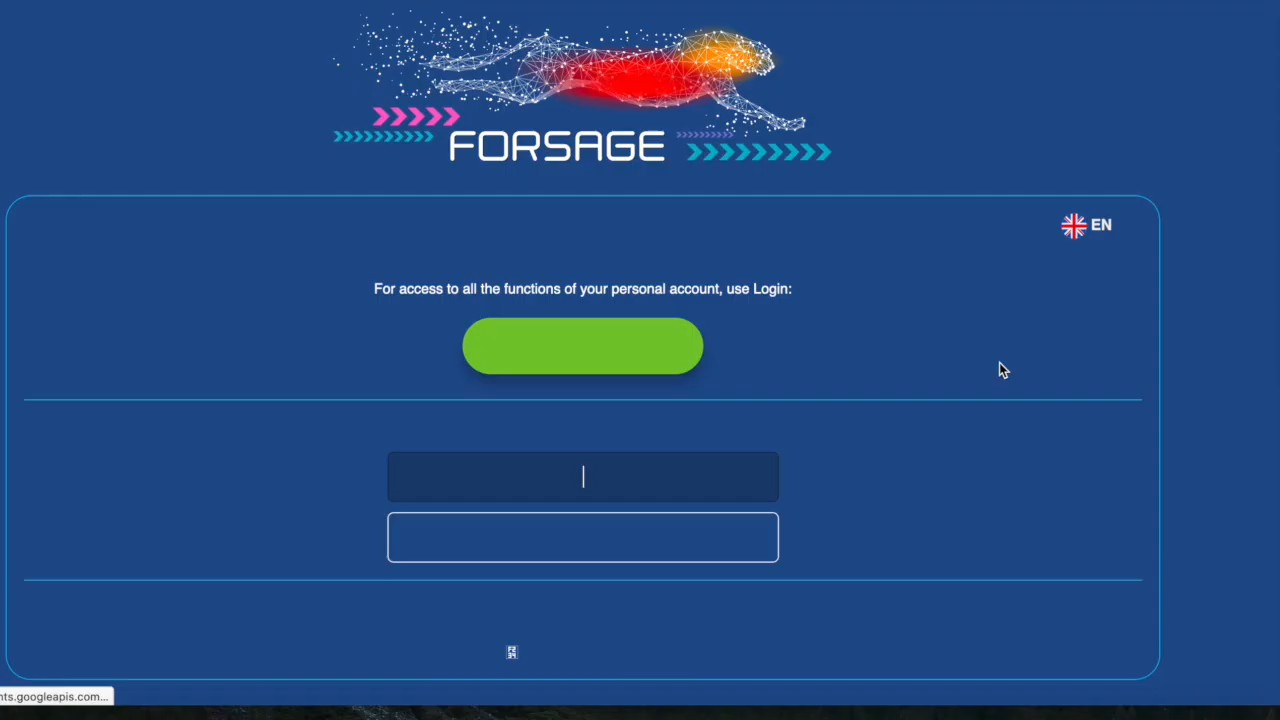 FORSAGE
EN
For access to all the functions of your personal account, use Login:
nts.googleapis.com...